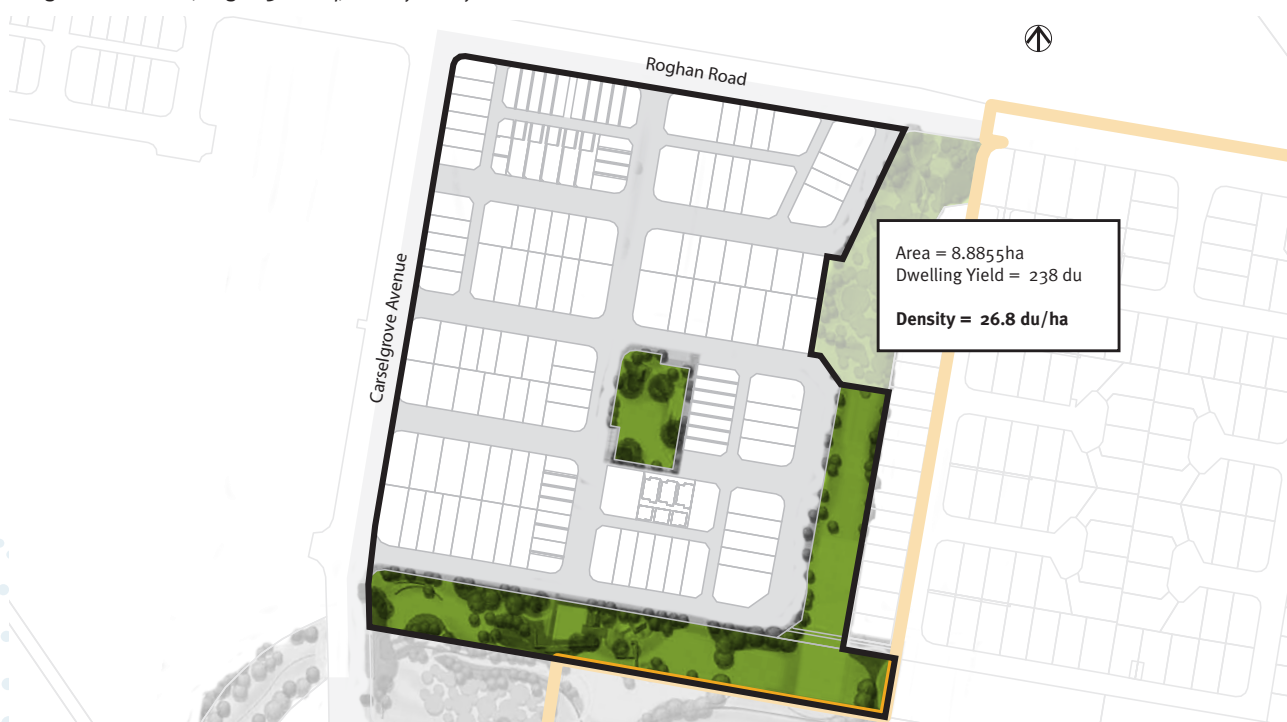 Roghan Road
Carselgrove Avenue
Area = 8.8855ha
Dwelling Yield = 238 du
Density = 26.8 du/ha